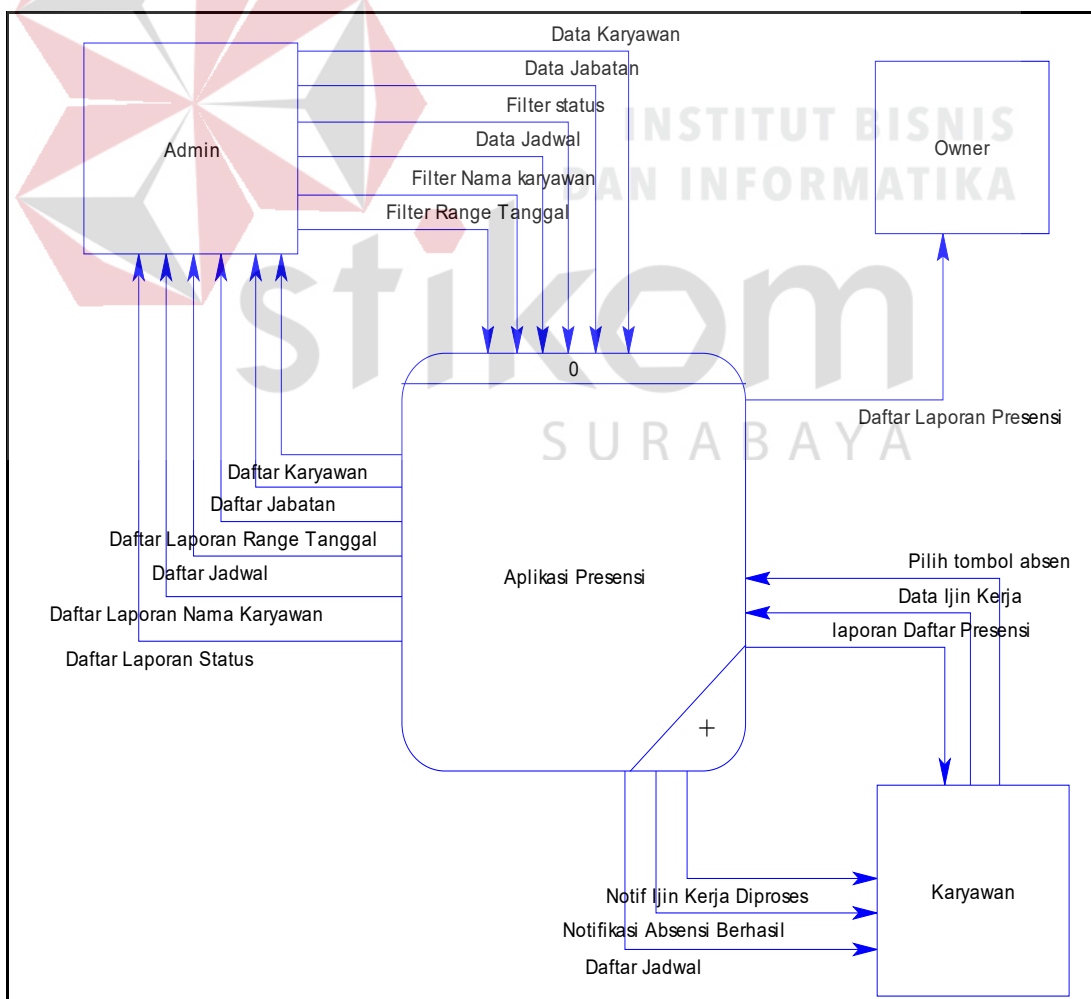 Data Karyawan
Data Jabatan
Filter status
Data Jadwal
Filter Nama karyawan
Filter Range Tanggal
Admin
INSTITUT BISNIS
DAN INFORMATIKA
Owner
stikom
SURABAYA
0
Daftar Laporan Presensi
Daftar Karyawan
Daftar Jabatan
Daftar Laporan Range Tanggal
Daftar Jadwal
Daftar Laporan Nama Karyawan
Daftar Laporan Status
Aplikasi Presensi
Pilih tombol absen
Data Ijin Kerja
laporan Daftar Presensi
+
Notif Ijin Kerja Diproses
Notifikasi Absensi Berhasil
Daftar Jadwal
Karyawan